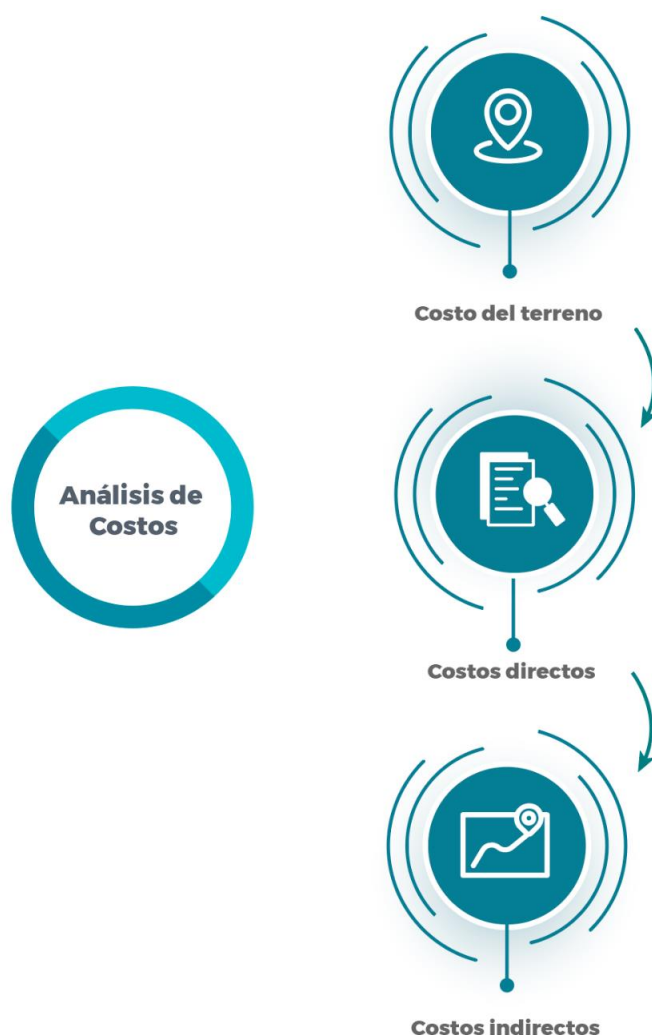 Costo del terreno
Análisis de
Costos
Costos directos
Costos indirectos